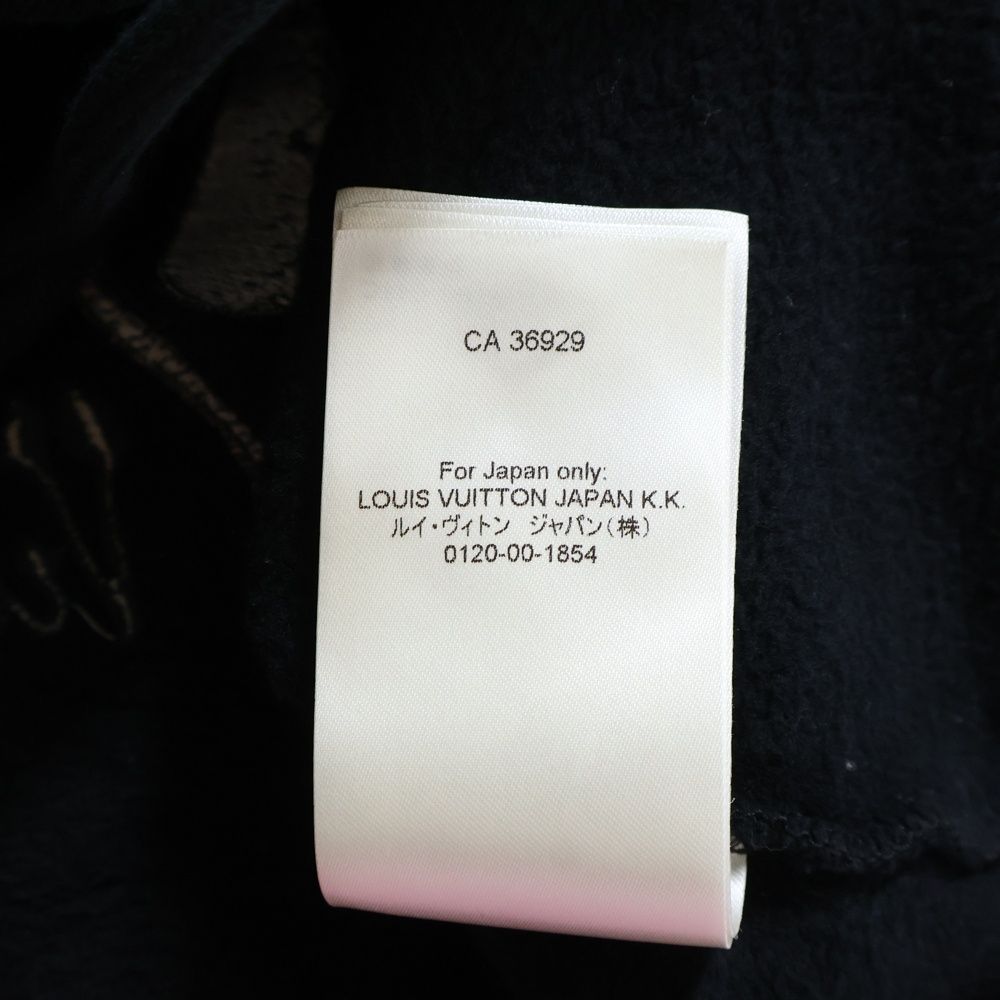 CA 36929
For Japan only:
LOUIS VUITTON JAPAN K.K.
ルイ・ヴィトン　ジャパン(株)
0120-00-1854